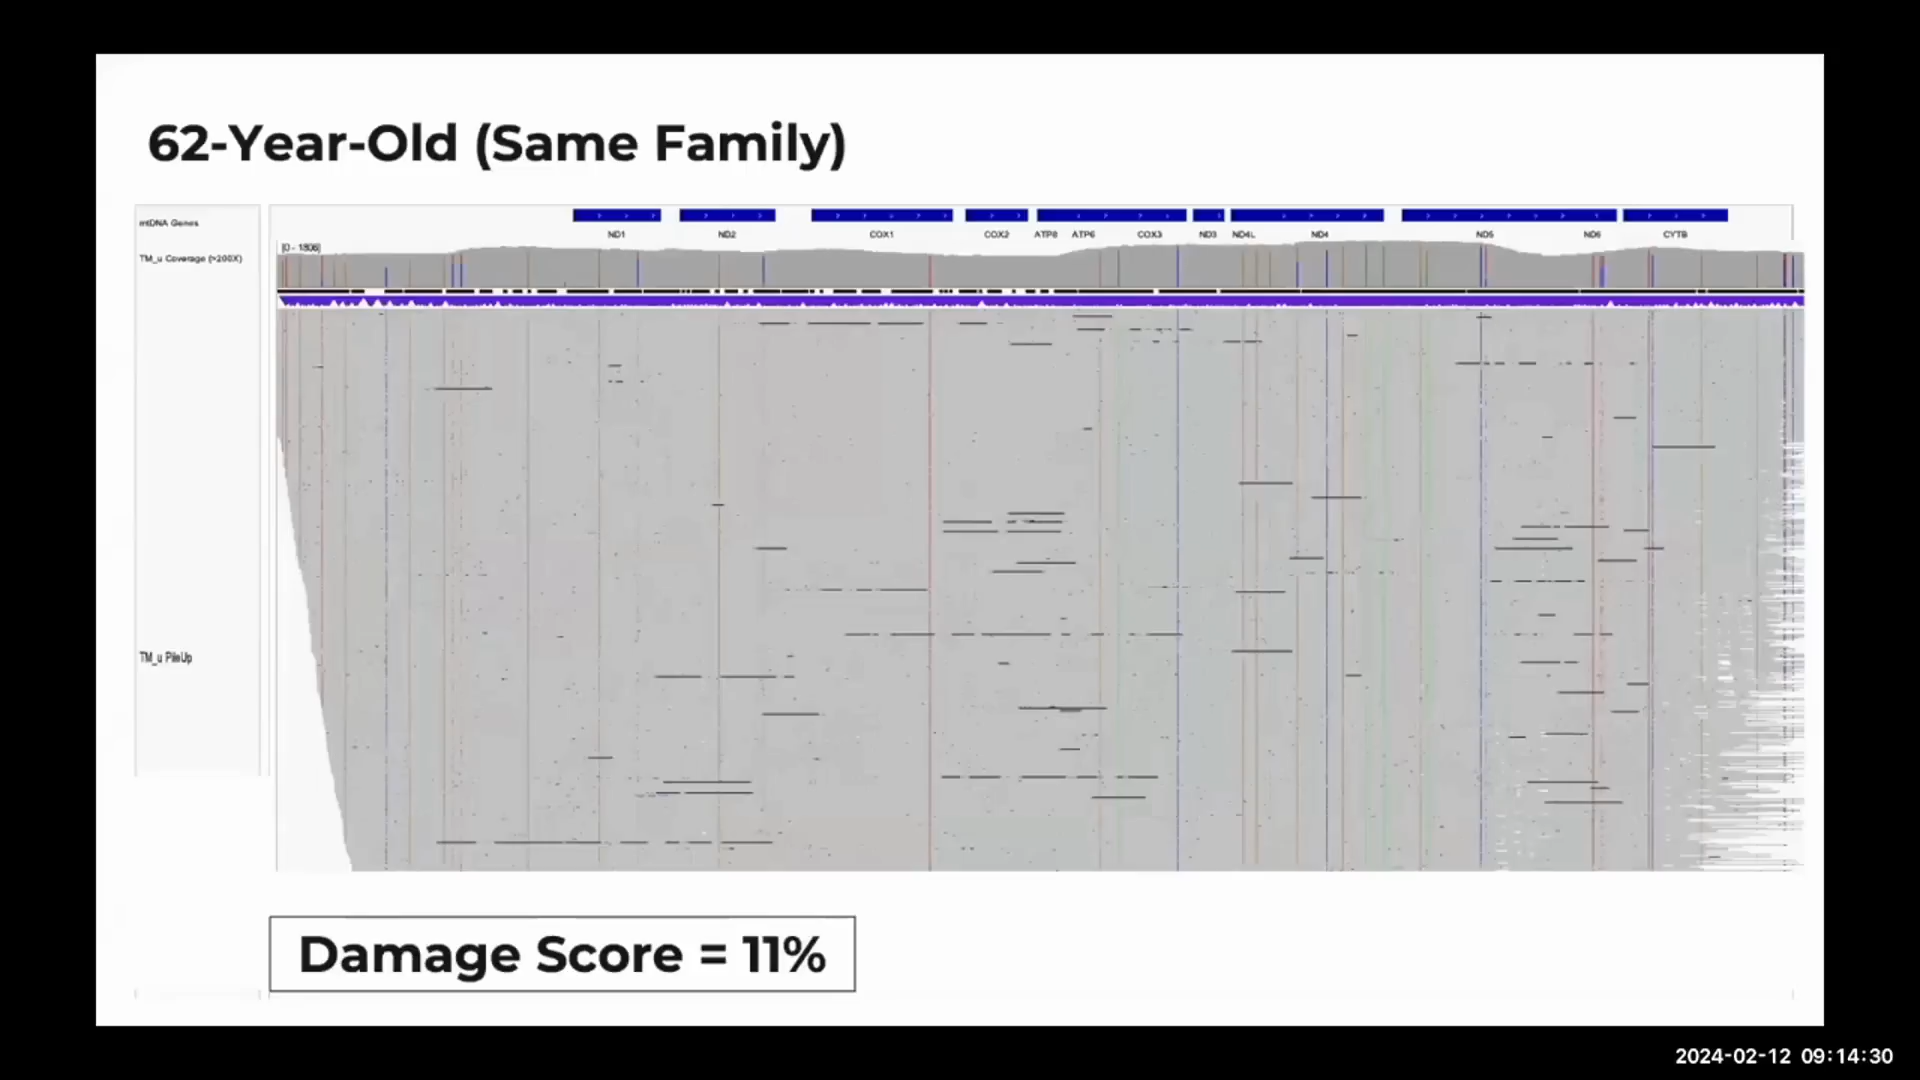 62-Year-Old (Same Family)
mtDNA Genes
ND1 ND2 COX1 COX2 ATP8 ATP6 COX3 ND3 ND4L ND4 ND5 ND6 CYTB
[0 - 1806]
TM_u Coverage (>200X)
TM_u PileUp
Damage Score = 11%
2024-02-12 09:14:30